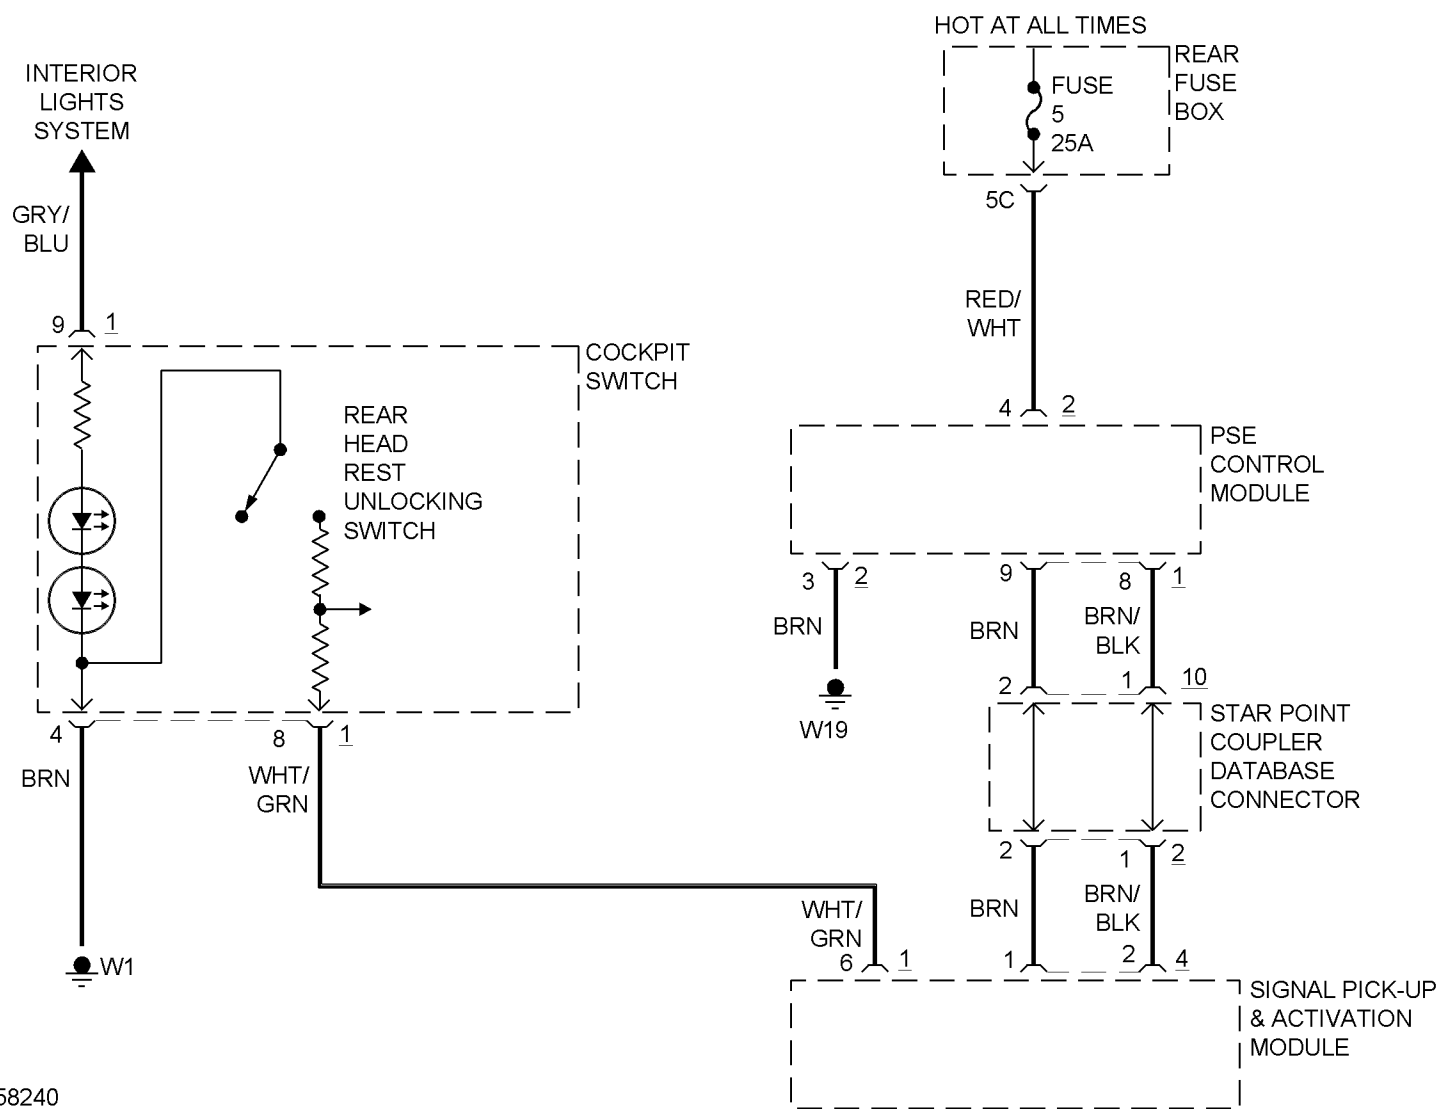 HOT AT ALL TIMES
REAR
FUSE
BOX
FUSE
5
25A
5C
INTERIOR
LIGHTS
SYSTEM
GRY/
BLU
9 1
COCKPIT
SWITCH
REAR
HEAD
REST
UNLOCKING
SWITCH
RED/
WHT
4 2
PSE
CONTROL
MODULE
3 2
9 8 1
BRN
BRN
BRN/
BLK
W19
2 1 10
STAR POINT
COUPLER
DATABASE
CONNECTOR
4 8 1
BRN
WHT/
GRN
2 1 2
BRN
BRN/
BLK
WHT/
GRN
W1
6 1
1 2 4
SIGNAL PICK-UP
& ACTIVATION
MODULE
58240